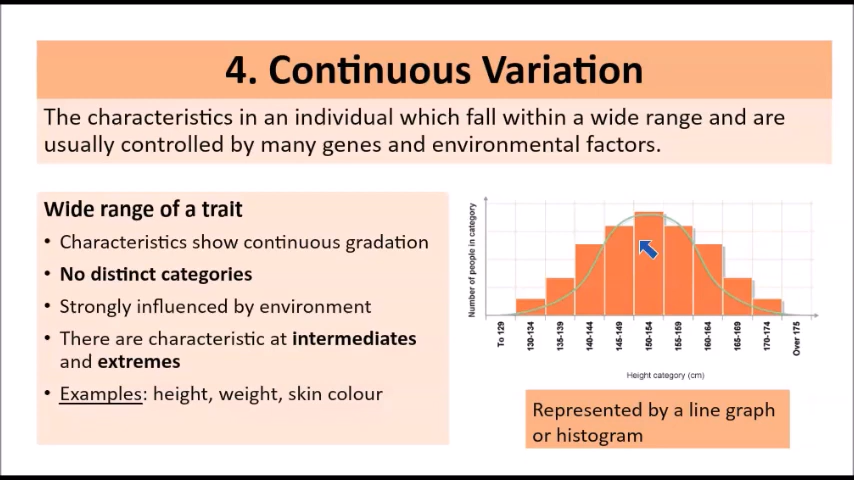 4. Continuous Variation
The characteristics in an individual which fall within a wide range and are
usually controlled by many genes and environmental factors.
Wide range of a trait
• Characteristics show continuous gradation
• No distinct categories
• Strongly influenced by environment
• There are characteristic at intermediates
and extremes
• Examples: height, weight, skin colour
Number of people in category
To 129
130-134
135-139
140-144
145-149
150-154
155-159
160-164
165-169
170-174
Over 175
Height category (cm)
Represented by a line graph
or histogram